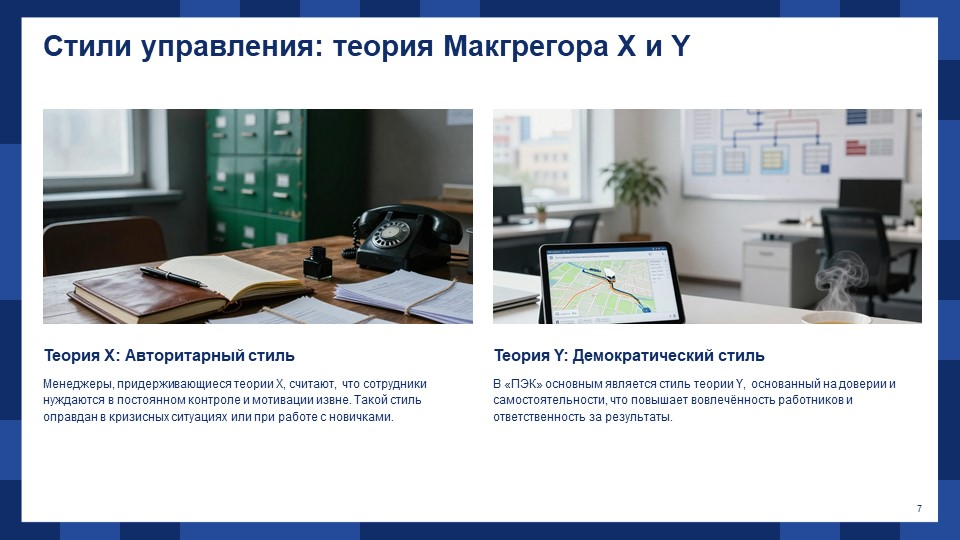 Стили управления: теория Макгрегора X и Y
Теория X: Авторитарный стиль
Менеджеры, придерживающиеся теории X, считают, что сотрудники
нуждаются в постоянном контроле и мотивации извне. Такой стиль
оправдан в кризисных ситуациях или при работе с новичками.
Теория Y: Демократический стиль
В «ПЭК» основным является стиль теории Y, основанный на доверии и
самостоятельности, что повышает вовлечённость работников и
ответственность за результаты.
7